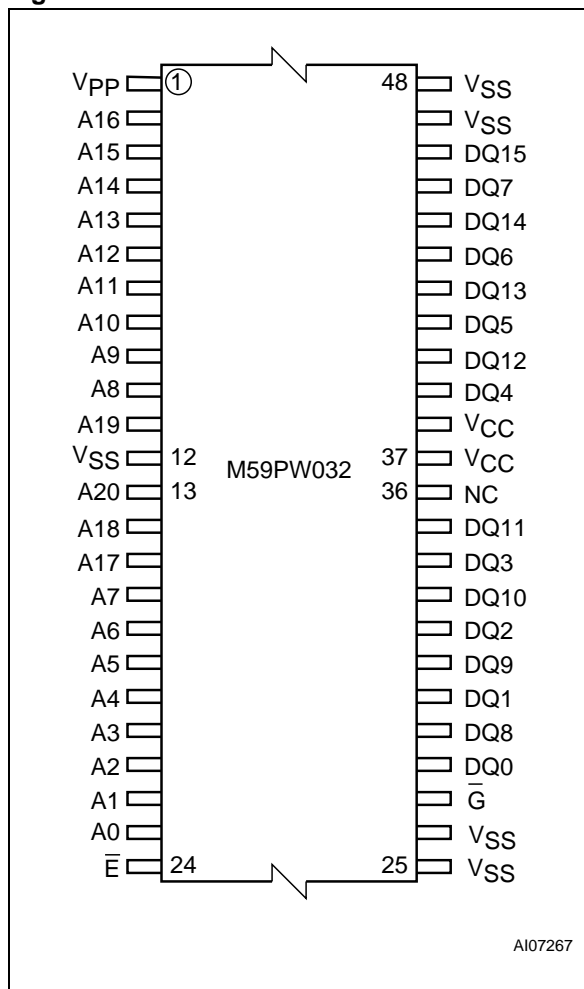 VPP 1 48 VSS
A16 VSS
A15 DQ15
A14 DQ7
A13 DQ14
A12 DQ6
A11 DQ13
A10 DQ5
A9 DQ12
A8 DQ4
A19 VCC
VSS 12 37 VCC
M59PW032
A20 13 36 NC
A18 DQ11
A17 DQ3
A7 DQ10
A6 DQ2
A5 DQ9
A4 DQ1
A3 DQ8
A2 DQ0
A1 G̅
A0 VSS
E̅ 24 25 VSS
AI07267